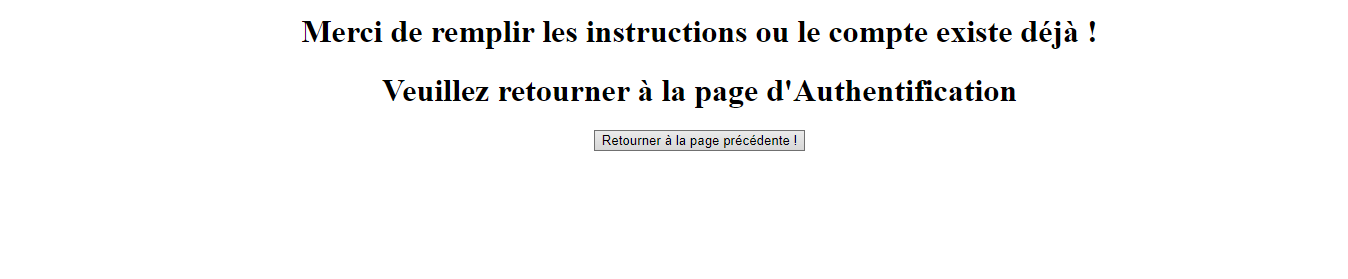 Merci de remplir les instructions ou le compte existe déjà !
Veuillez retourner à la page d'Authentification
Retourner à la page précédente !